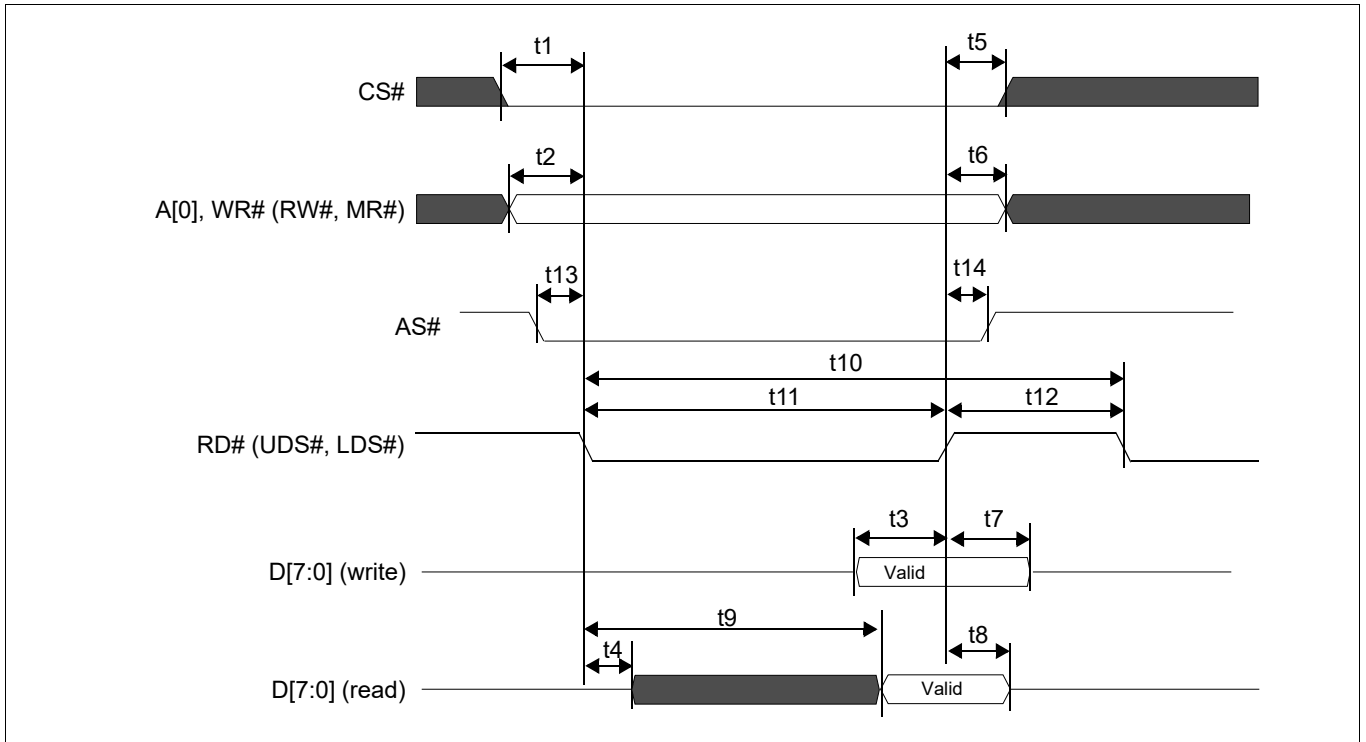 t1
t5
CS#
t2
t6
A[0], WR# (RW#, MR#)
t13
t14
AS#
t10
t11
t12
RD# (UDS#, LDS#)
t3
t7
D[7:0] (write)
Valid
t9
t4
t8
D[7:0] (read)
Valid